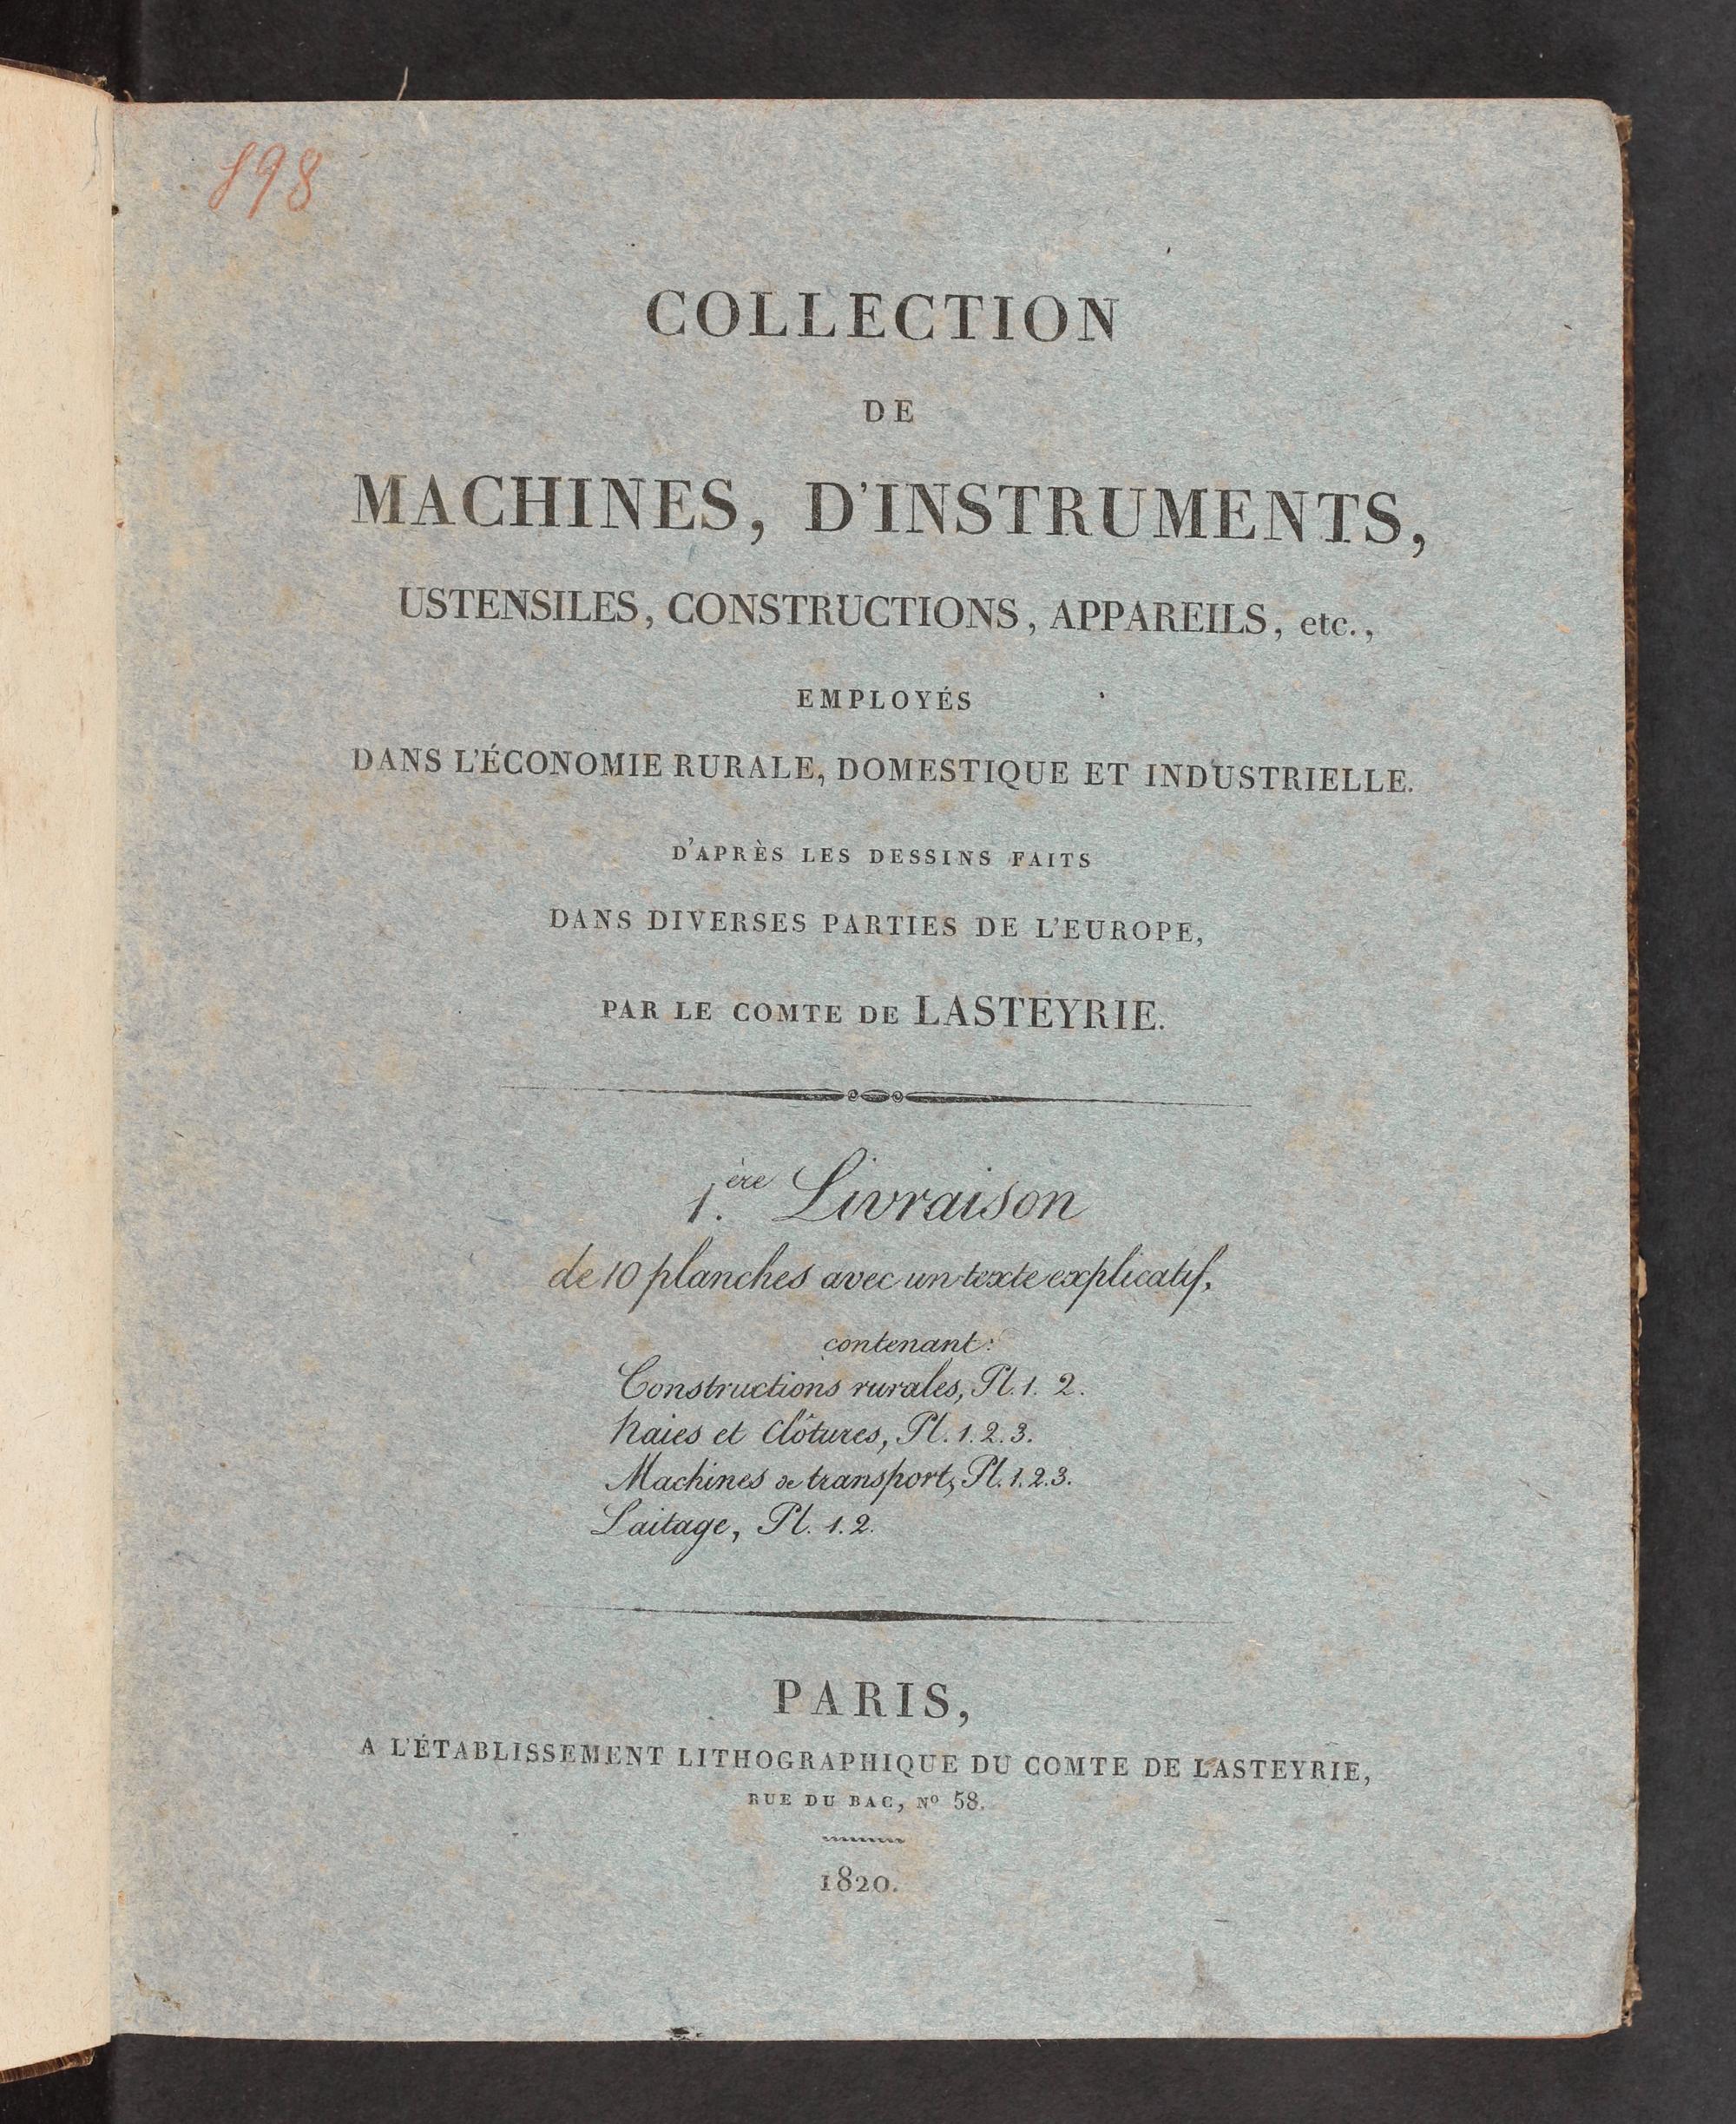 898
COLLECTION
DE
MACHINES, D'INSTRUMENTS,
USTENSILES, CONSTRUCTIONS, APPAREILS, etc.,
EMPLOYÉS
DANS L'ÉCONOMIE RURALE, DOMESTIQUE ET INDUSTRIELLE.
D'APRÈS LES DESSINS FAITS
DANS DIVERSES PARTIES DE L'EUROPE,
PAR LE COMTE DE LASTEYRIE.
1.ère Livraison
de 10 planches avec un texte explicatif,
contenant:
Constructions rurales, Pl. 1. 2.
haies et Clôtures, Pl. 1. 2. 3.
Machines de transport, Pl. 1. 2. 3.
Laitage, Pl. 1. 2.
PARIS,
A L'ÉTABLISSEMENT LITHOGRAPHIQUE DU COMTE DE LASTEYRIE,
RUE DU BAC, Nº 58.
1820.